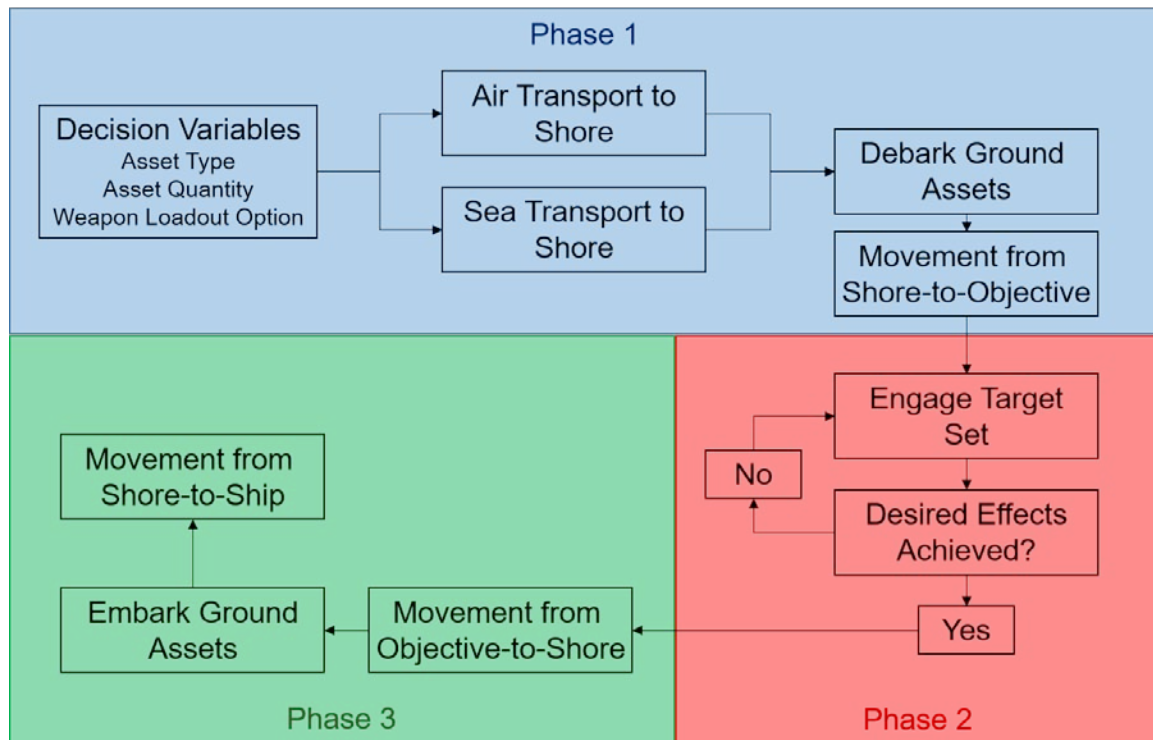 Phase 1
Decision Variables
Asset Type
Asset Quantity
Weapon Loadout Option
Air Transport to
Shore
Sea Transport to
Shore
Debark Ground
Assets
Movement from
Shore-to-Objective
Engage Target
Set
No
Desired Effects
Achieved?
Yes
Phase 2
Movement from
Objective-to-Shore
Embark Ground
Assets
Movement from
Shore-to-Ship
Phase 3